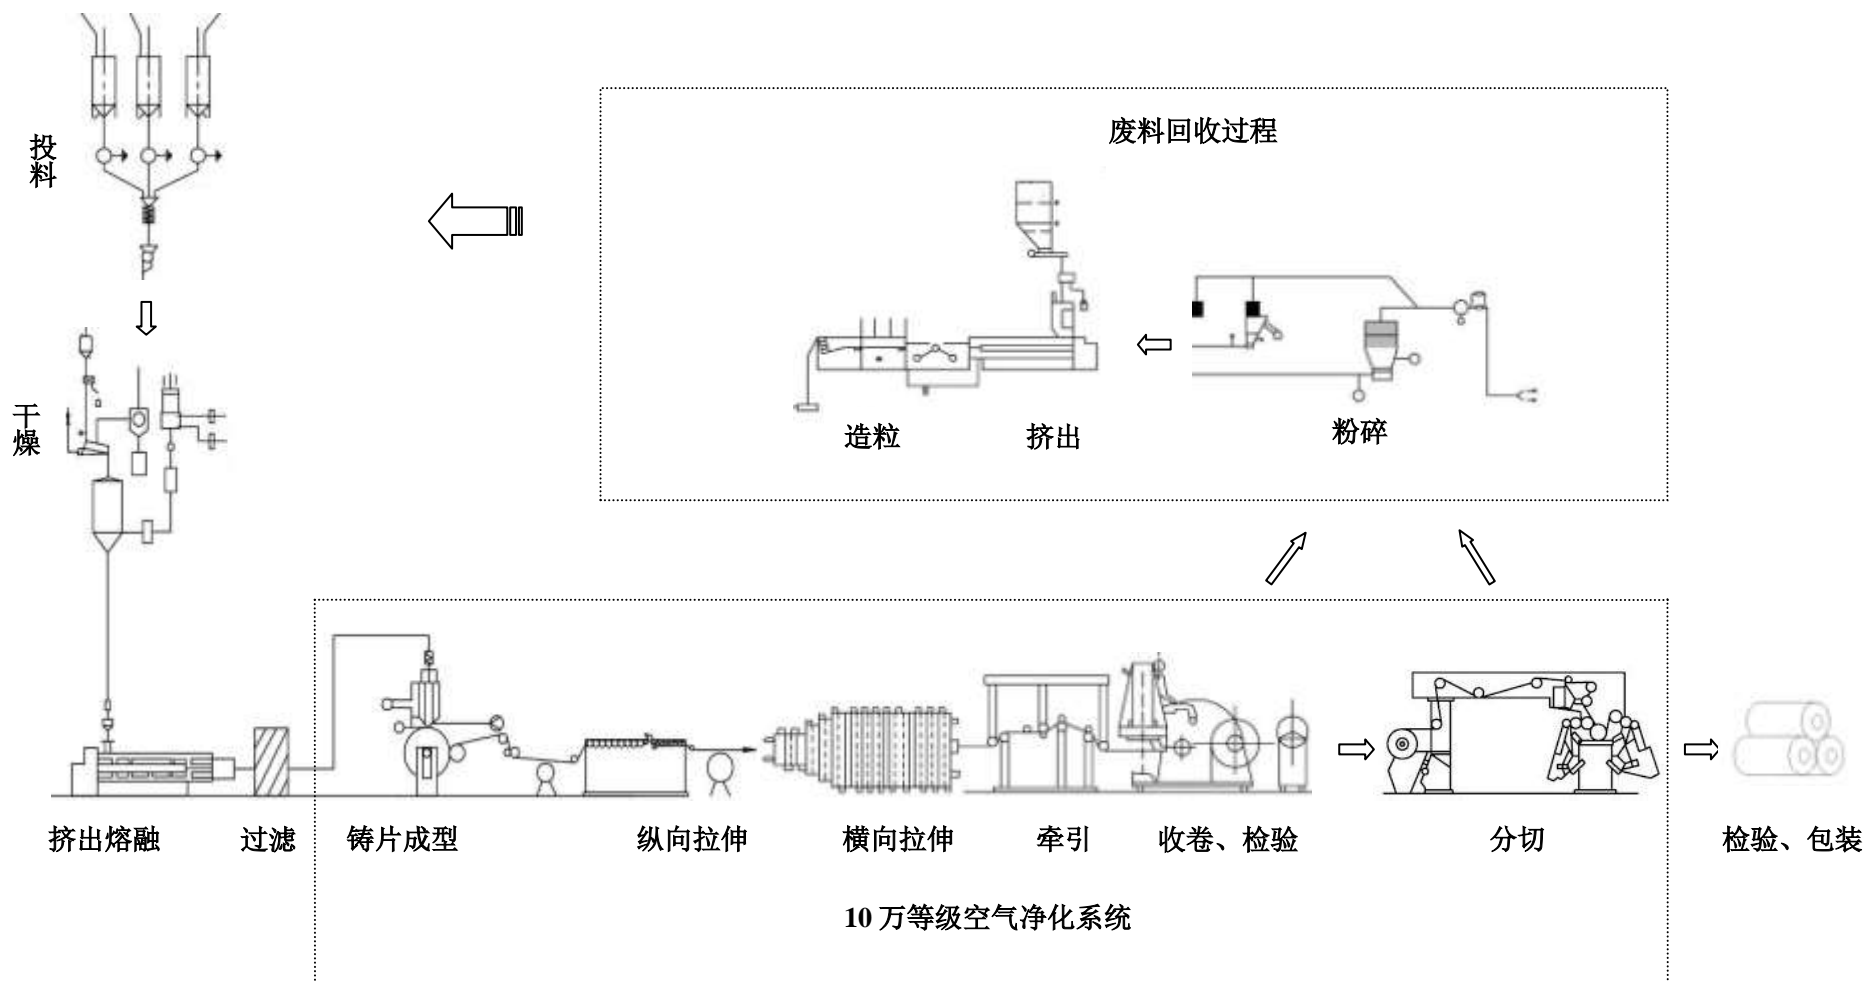 投料
废料回收过程
干燥
造粒
挤出
粉碎
挤出熔融
过滤
铸片成型
纵向拉伸
横向拉伸
牵引
收卷、检验
分切
检验、包装
10 万等级空气净化系统